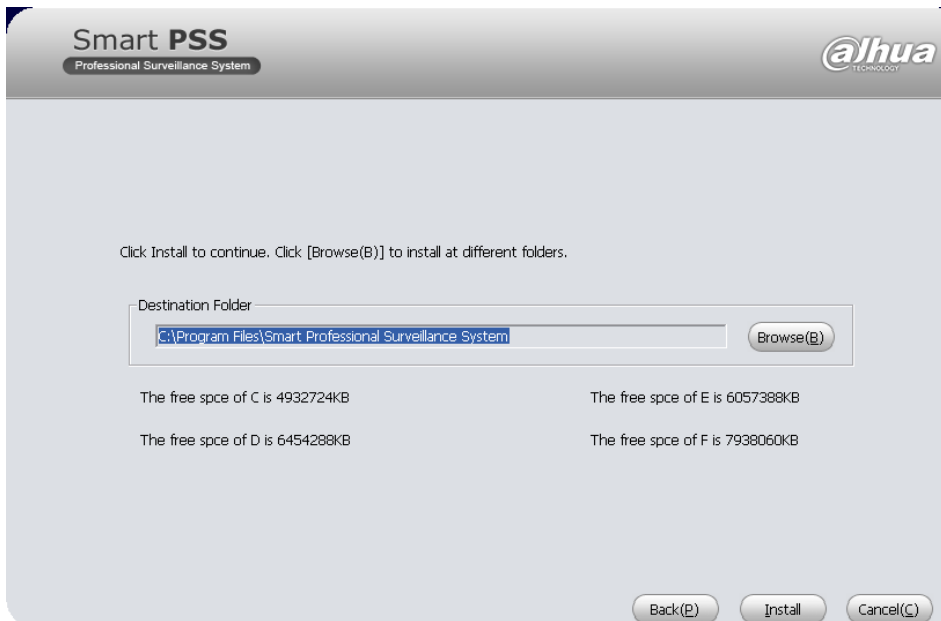 Smart PSS
Professional Surveillance System
alhua
TECHNOLOGY
Click Install to continue. Click [Browse(B)] to install at different folders.
Destination Folder
C:\Program Files\Smart Professional Surveillance System
Browse(B)
The free spce of C is 4932724KB
The free spce of E is 6057388KB
The free spce of D is 6454288KB
The free spce of F is 7938060KB
Back(P)
Install
Cancel(C)